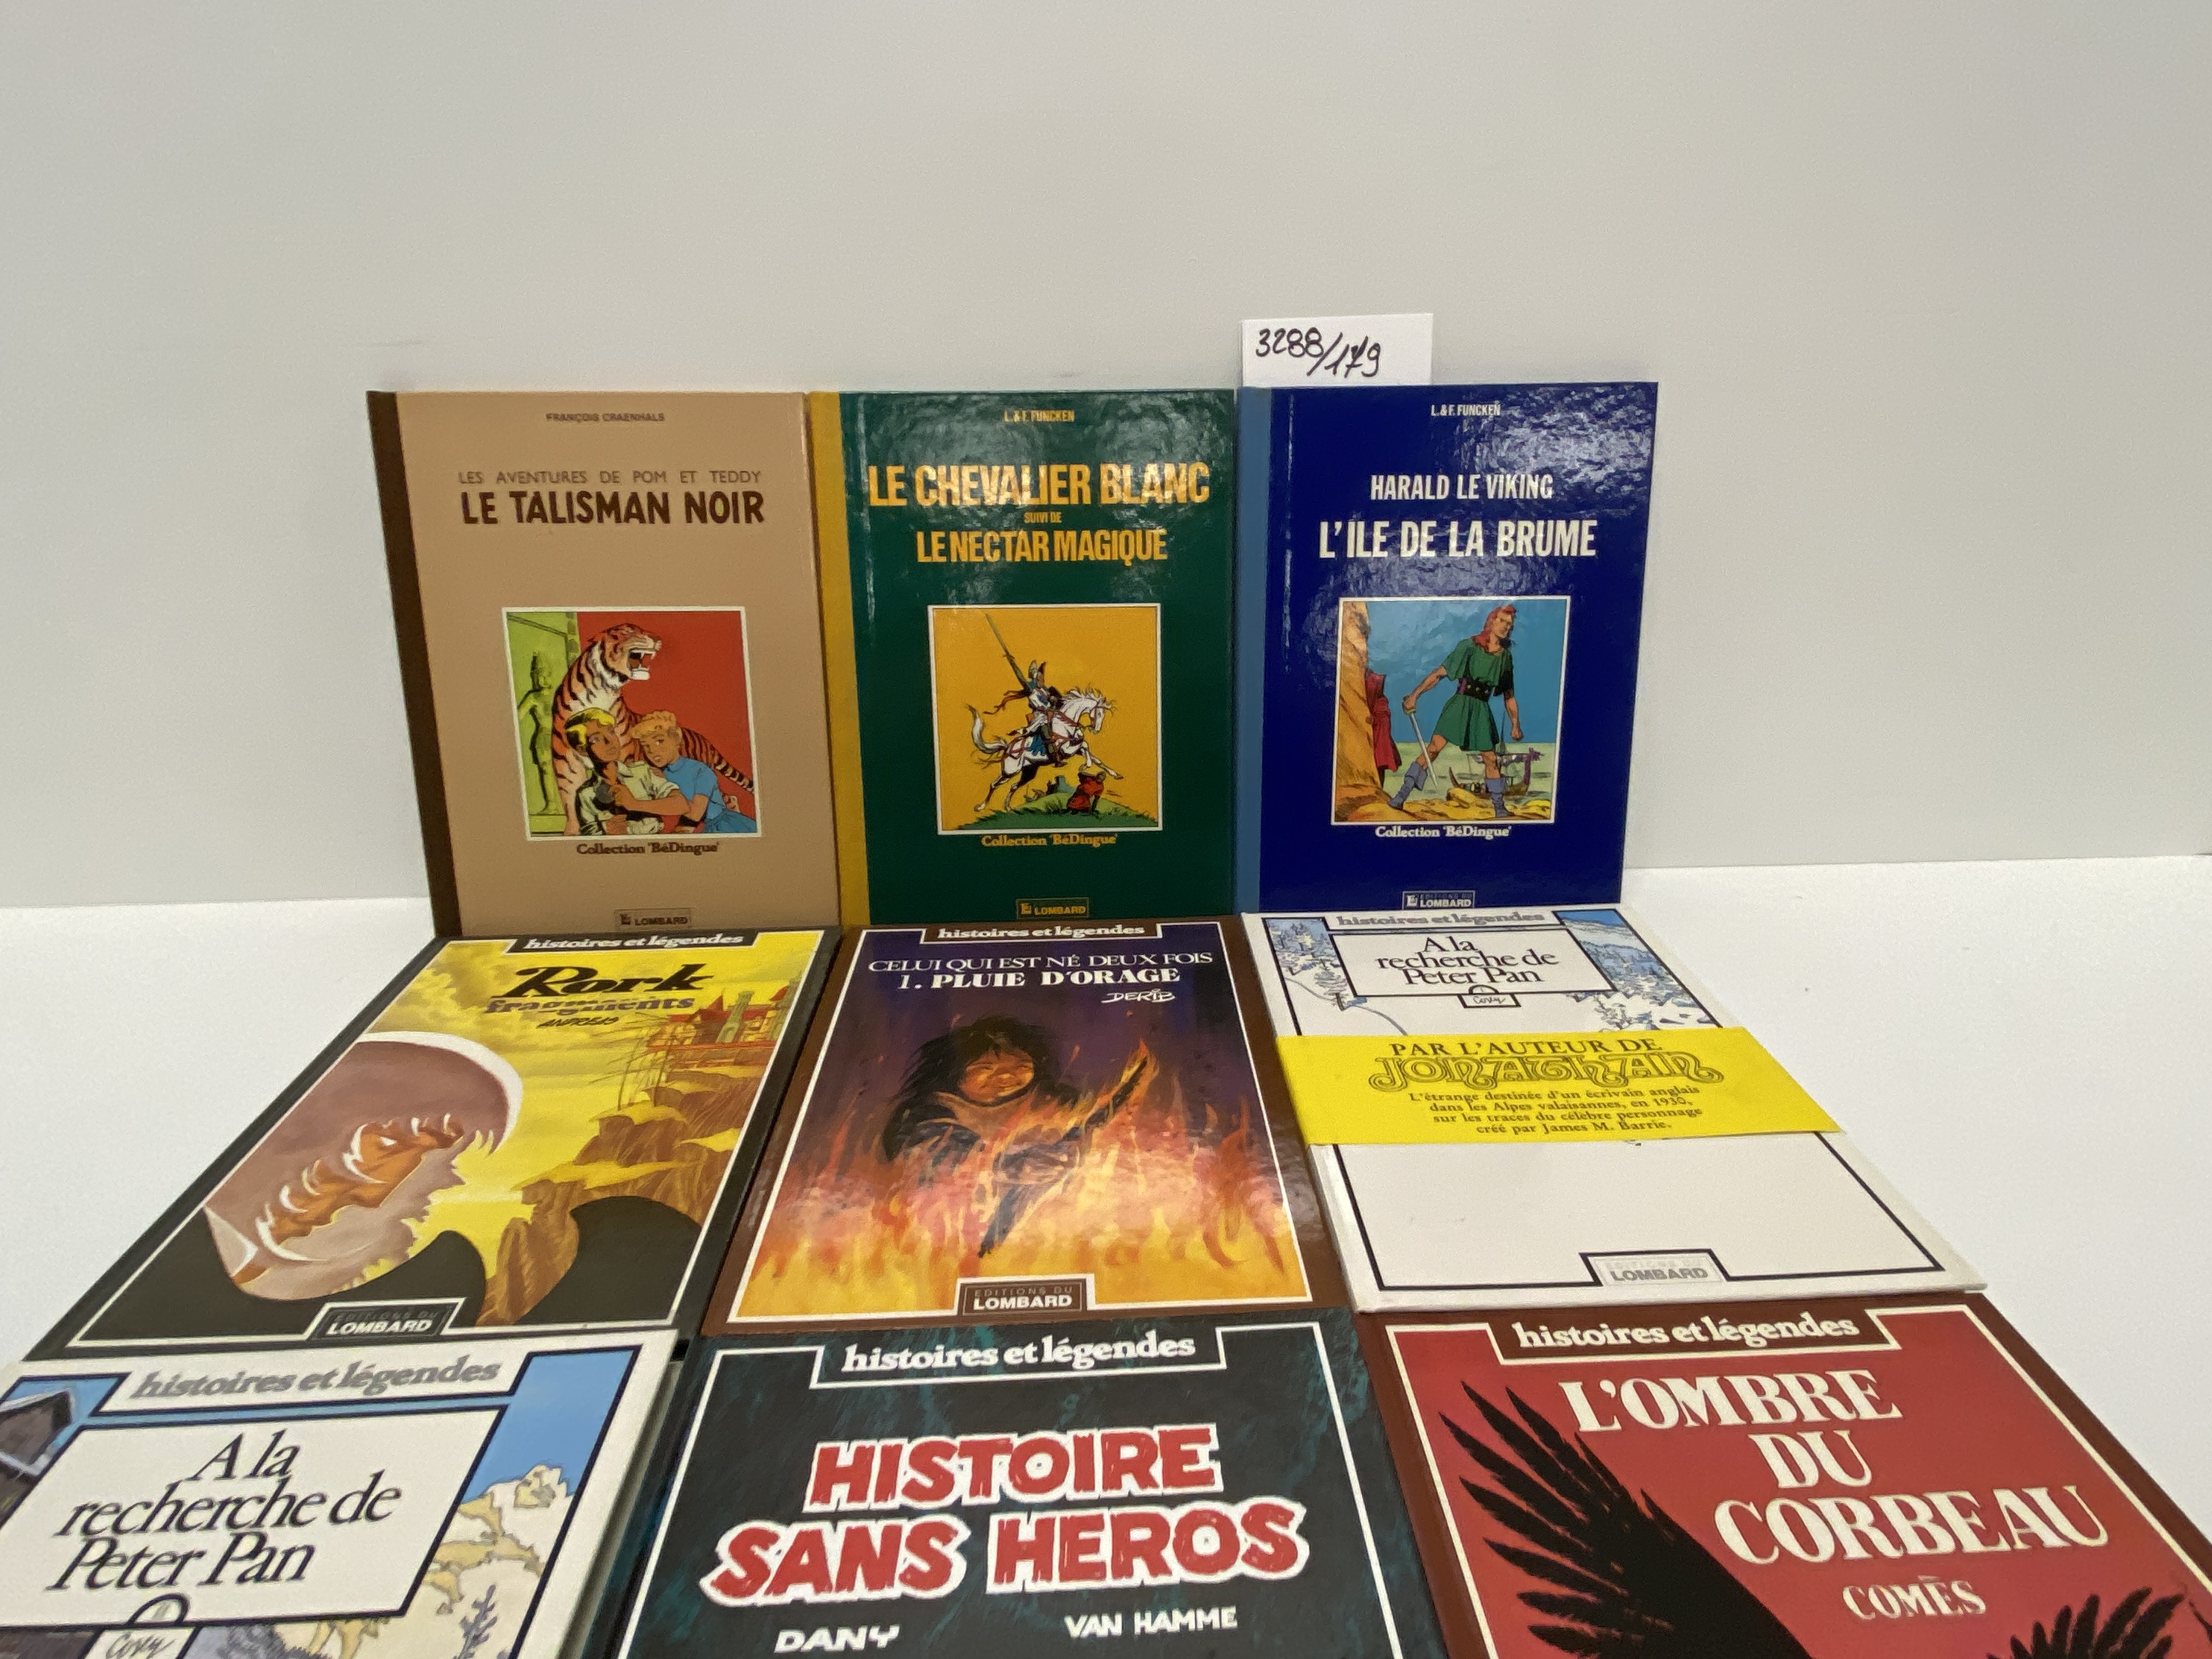 3288/179
FRANÇOIS CRAENHALS
LES AVENTURES DE POM ET TEDDY
LE TALISMAN NOIR
Collection 'BéDingue'
LOMBARD
L. & F. FUNCKEN
LE CHEVALIER BLANC
SUIVI DE
LE NECTAR MAGIQUE
Collection 'BéDingue'
LOMBARD
L. & F. FUNCKEN
HARALD LE VIKING
L'ILE DE LA BRUME
Collection 'BéDingue'
EDITIONS DU
LOMBARD
histoires et légendes
Rork
fragments
ANDREAS
EDITIONS DU
LOMBARD
histoires et légendes
CELUI QUI EST NÉ DEUX FOIS
1. PLUIE D'ORAGE
DERIB
EDITIONS DU
LOMBARD
histoires et légendes
A la
recherche de
Peter Pan
Cosey
PAR L'AUTEUR DE
JONATHAN
L'étrange destinée d'un écrivain anglais
dans les Alpes valaisannes, en 1930,
sur les traces du célèbre personnage
créé par James M. Barrie.
EDITIONS DU
LOMBARD
histoires et légendes
A la
recherche de
Peter Pan
Cosey
histoires et légendes
HISTOIRE
SANS HEROS
DANY VAN HAMME
histoires et légendes
L'OMBRE
DU
CORBEAU
COMÈS